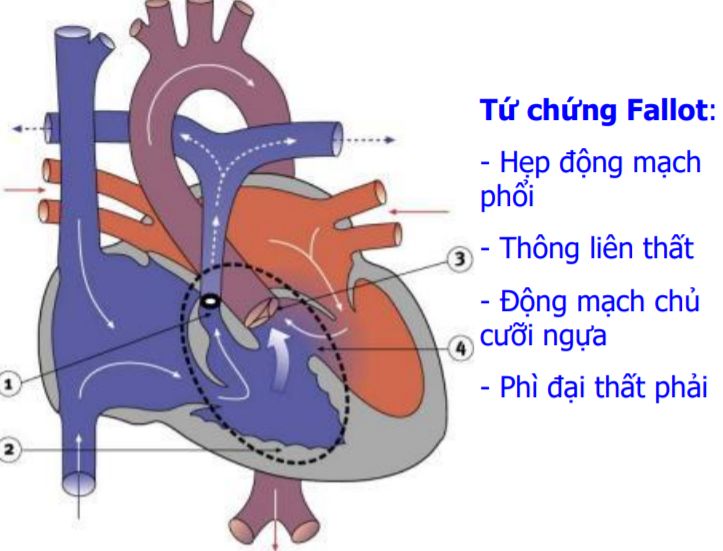 Tứ chứng Fallot:
- Hẹp động mạch
phổi
- Thông liên thất
- Động mạch chủ
cưỡi ngựa
- Phì đại thất phải
3
4
1
2